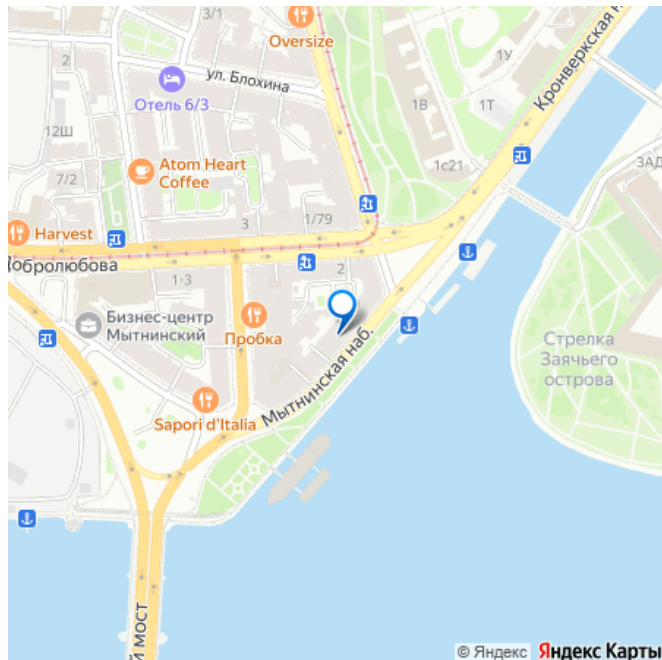 3/1
Oversize
2
ул. Блохина
1У
Кронверкская н
Отель 6/3
1В
1Т
12Ш
Atom Heart
Coffee
1с21
ЗАД
7/2
3
1/79
Harvest
Добролюбова
1-3
2
Бизнес-центр
Мытнинский
Пробка
Мытнинская наб.
Стрелка
Заячьего
острова
Sapori d'Italia
й мост
© Яндекс Яндекс Карты